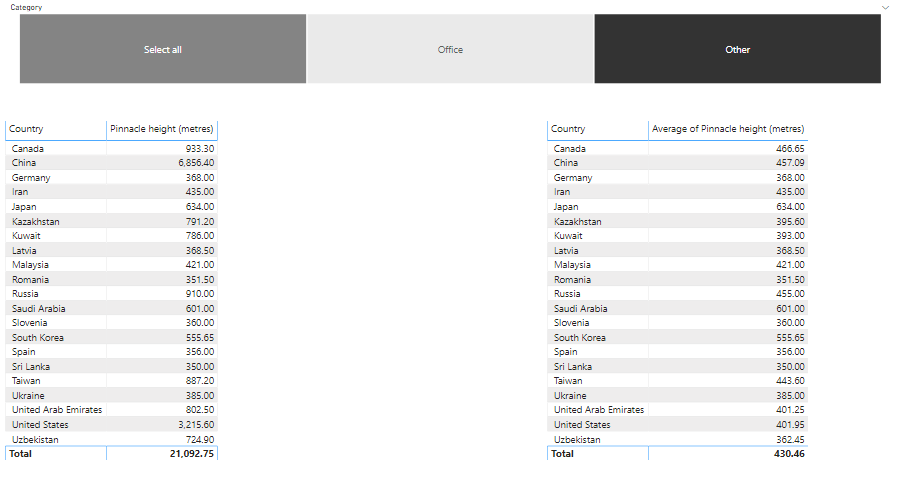 Category
Select all Office Other
Country Pinnacle height (metres)
Canada 933.30
China 6,856.40
Germany 368.00
Iran 435.00
Japan 634.00
Kazakhstan 791.20
Kuwait 786.00
Latvia 368.50
Malaysia 421.00
Romania 351.50
Russia 910.00
Saudi Arabia 601.00
Slovenia 360.00
South Korea 555.65
Spain 356.00
Sri Lanka 350.00
Taiwan 887.20
Ukraine 385.00
United Arab Emirates 802.50
United States 3,215.60
Uzbekistan 724.90
Total 21,092.75
Country Average of Pinnacle height (metres)
Canada 466.65
China 457.09
Germany 368.00
Iran 435.00
Japan 634.00
Kazakhstan 395.60
Kuwait 393.00
Latvia 368.50
Malaysia 421.00
Romania 351.50
Russia 455.00
Saudi Arabia 601.00
Slovenia 360.00
South Korea 555.65
Spain 356.00
Sri Lanka 350.00
Taiwan 443.60
Ukraine 385.00
United Arab Emirates 401.25
United States 401.95
Uzbekistan 362.45
Total 430.46